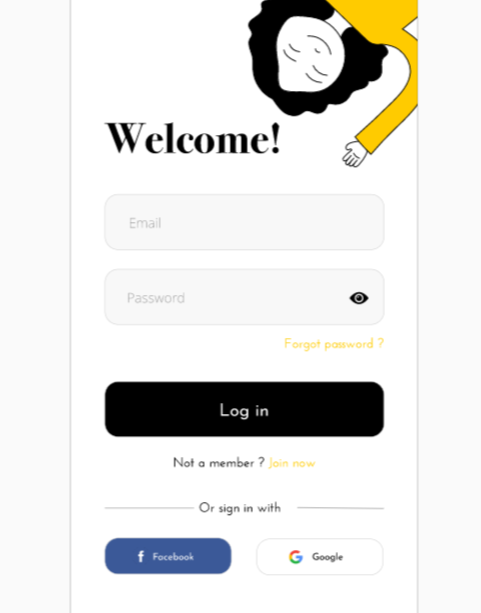 Welcome!
Email
Password
Forgot password ?
Log in
Not a member ? Join now
Or sign in with
f Facebook
G Google